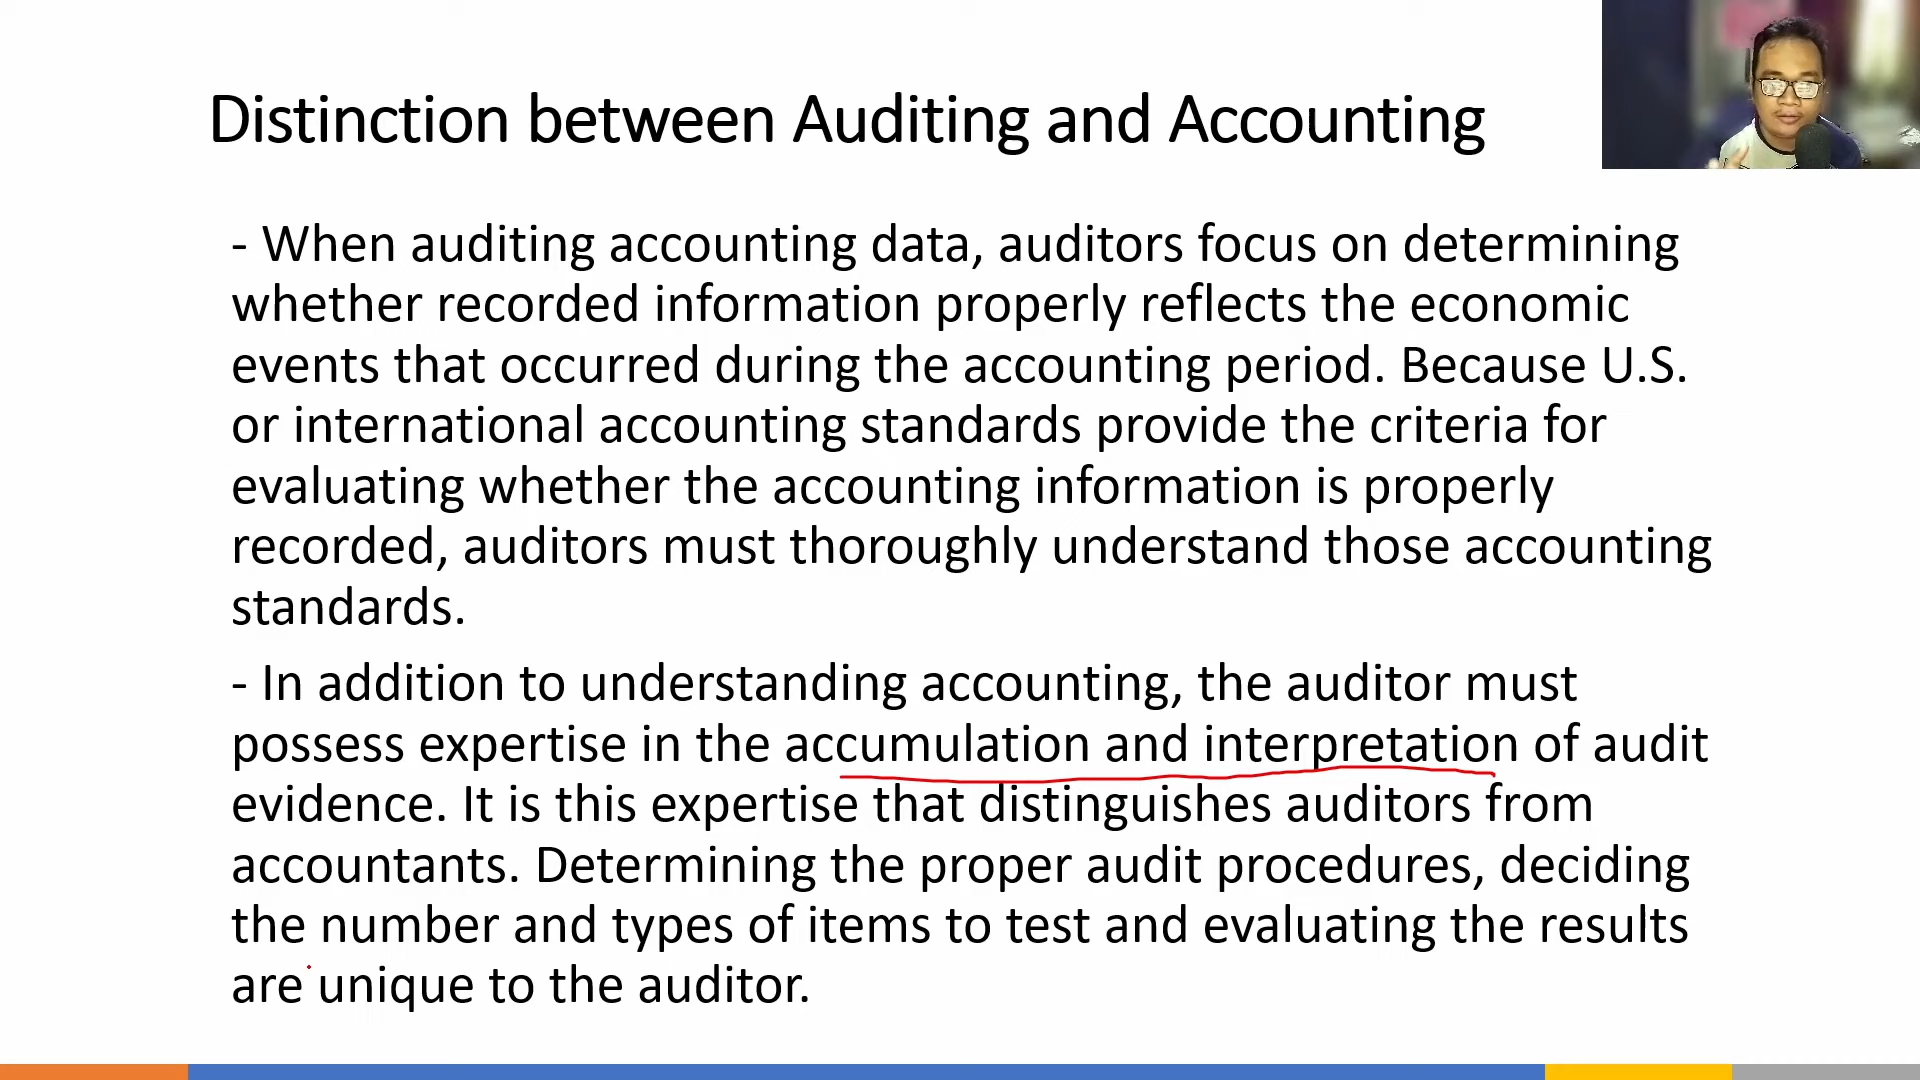 Distinction between Auditing and Accounting
- When auditing accounting data, auditors focus on determining
whether recorded information properly reflects the economic
events that occurred during the accounting period. Because U.S.
or international accounting standards provide the criteria for
evaluating whether the accounting information is properly
recorded, auditors must thoroughly understand those accounting
standards.
- In addition to understanding accounting, the auditor must
possess expertise in the accumulation and interpretation of audit
evidence. It is this expertise that distinguishes auditors from
accountants. Determining the proper audit procedures, deciding
the number and types of items to test and evaluating the results
are unique to the auditor.